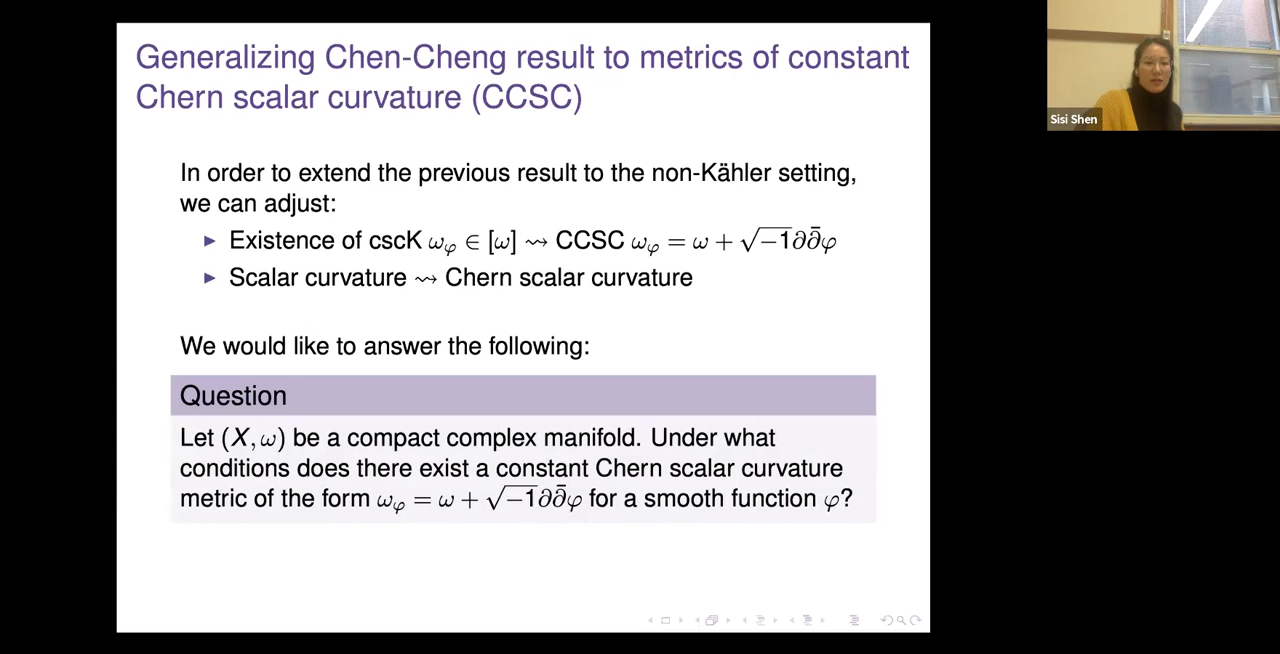 Generalizing Chen-Cheng result to metrics of constant
Chern scalar curvature (CCSC)
Sisi Shen
In order to extend the previous result to the non-Kähler setting,
we can adjust:
▶ Existence of cscK ω_φ ∈ [ω] ⇝ CCSC ω_φ = ω + √−1∂∂̄φ
▶ Scalar curvature ⇝ Chern scalar curvature
We would like to answer the following:
Question
Let (X, ω) be a compact complex manifold. Under what
conditions does there exist a constant Chern scalar curvature
metric of the form ω_φ = ω + √−1∂∂̄φ for a smooth function φ?